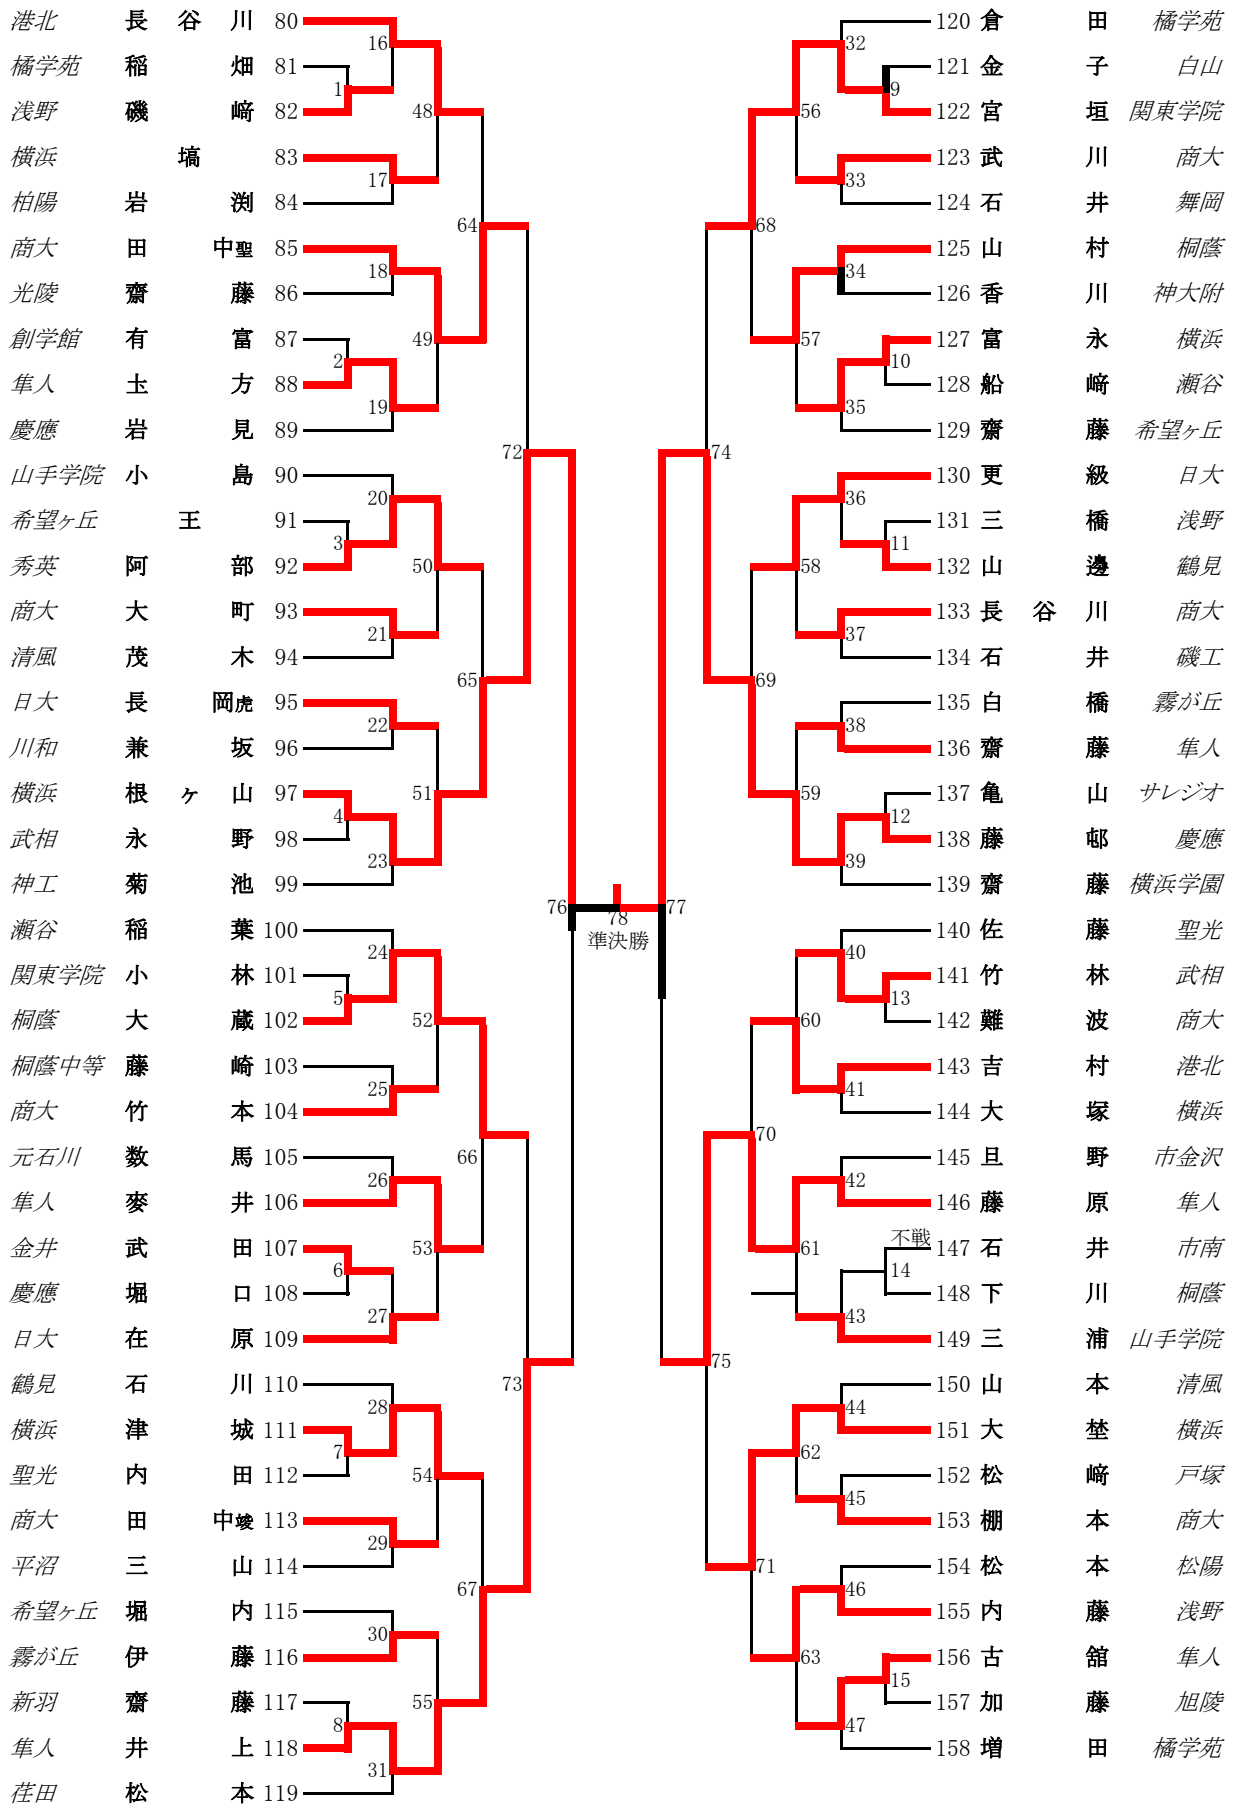 港北 長谷川 80
橘学苑 稲畑 81
浅野 磯﨑 82
横浜 塙 83
柏陽 岩渕 84
商大 田中聖 85
光陵 齋藤 86
創学館 有富 87
隼人 圡方 88
慶應 岩見 89
山手学院 小島 90
希望ヶ丘 王 91
秀英 阿部 92
商大 大町 93
清風 茂木 94
日大 長岡虎 95
川和 兼坂 96
横浜 根ヶ山 97
武相 永野 98
神工 菊池 99
瀬谷 稲葉 100
関東学院 小林 101
桐蔭 大蔵 102
桐蔭中等 藤崎 103
商大 竹本 104
元石川 数馬 105
隼人 麥井 106
金井 武田 107
慶應 堀口 108
日大 在原 109
鶴見 石川 110
横浜 津城 111
聖光 内田 112
商大 田中竣 113
平沼 三山 114
希望ヶ丘 堀内 115
霧が丘 伊藤 116
新羽 齋藤 117
隼人 井上 118
荏田 松本 119
16
1
48
17
64
18
49
2
19
72
20
3
50
21
65
22
51
4
23
76
24
5
52
25
66
26
53
6
27
73
28
7
54
29
67
30
55
8
31
78
準決勝
77
32
9
56
33
68
34
57
10
35
74
36
11
58
37
69
38
59
12
39
40
13
60
41
70
42
61
不戦
14
43
75
44
62
45
71
46
63
15
47
120 倉田 橘学苑
121 金子 白山
122 宮垣 関東学院
123 武川 商大
124 石井 舞岡
125 山村 桐蔭
126 香川 神大附
127 富永 横浜
128 船﨑 瀬谷
129 齋藤 希望ヶ丘
130 更級 日大
131 三橋 浅野
132 山邊 鶴見
133 長谷川 商大
134 石井 磯工
135 白橋 霧が丘
136 齋藤 隼人
137 亀山 サレジオ
138 藤邨 慶應
139 齋藤 横浜学園
140 佐藤 聖光
141 竹林 武相
142 難波 商大
143 吉村 港北
144 大塚 横浜
145 旦野 市金沢
146 藤原 隼人
147 石井 市南
148 下川 桐蔭
149 三浦 山手学院
150 山本 清風
151 大埜 横浜
152 松﨑 戸塚
153 棚本 商大
154 松本 松陽
155 内藤 浅野
156 古舘 隼人
157 加藤 旭陵
158 増田 橘学苑